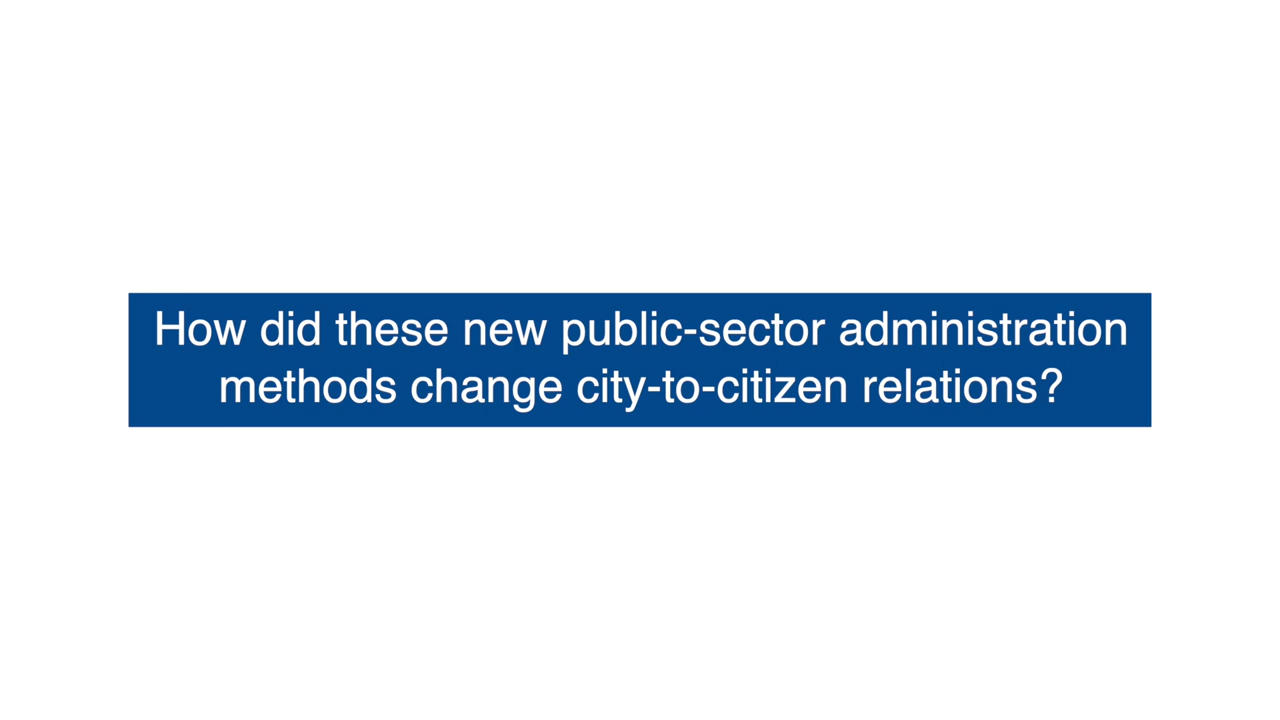 How did these new public-sector administration
methods change city-to-citizen relations?